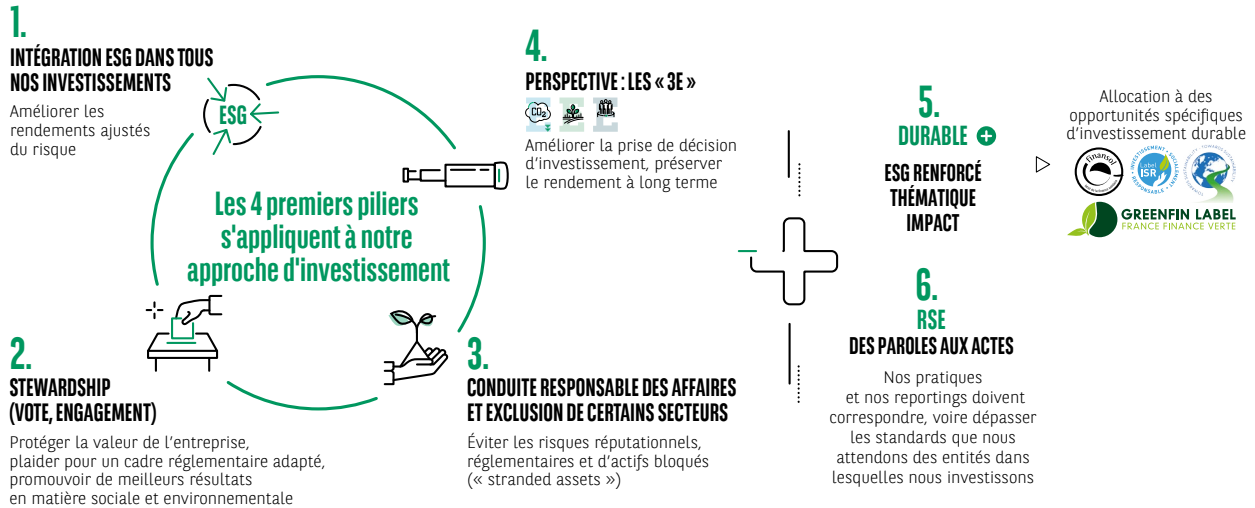 1.
INTÉGRATION ESG DANS TOUS
NOS INVESTISSEMENTS
Améliorer les
rendements ajustés
du risque
ESG
Les 4 premiers piliers
s'appliquent à notre
approche d'investissement
2.
STEWARDSHIP
(VOTE, ENGAGEMENT)
Protéger la valeur de l’entreprise,
plaider pour un cadre réglementaire adapté,
promouvoir de meilleurs résultats
en matière sociale et environnementale
3.
CONDUITE RESPONSABLE DES AFFAIRES
ET EXCLUSION DE CERTAINS SECTEURS
Éviter les risques réputationnels,
réglementaires et d’actifs bloqués
(« stranded assets »)
4.
PERSPECTIVE : LES « 3E »
CO2
Améliorer la prise de décision
d’investissement, préserver
le rendement à long terme
5.
DURABLE +
ESG RENFORCÉ
THÉMATIQUE
IMPACT
Allocation à des
opportunités spécifiques
d’investissement durable
finansol
INVESTISSEMENT SOCIALEMENT
Label
ISR
RESPONSABLE
TOWARDS SUSTAINABILITY
GREENFIN LABEL
FRANCE FINANCE VERTE
6.
RSE
DES PAROLES AUX ACTES
Nos pratiques
et nos reportings doivent
correspondre, voire dépasser
les standards que nous
attendons des entités dans
lesquelles nous investissons